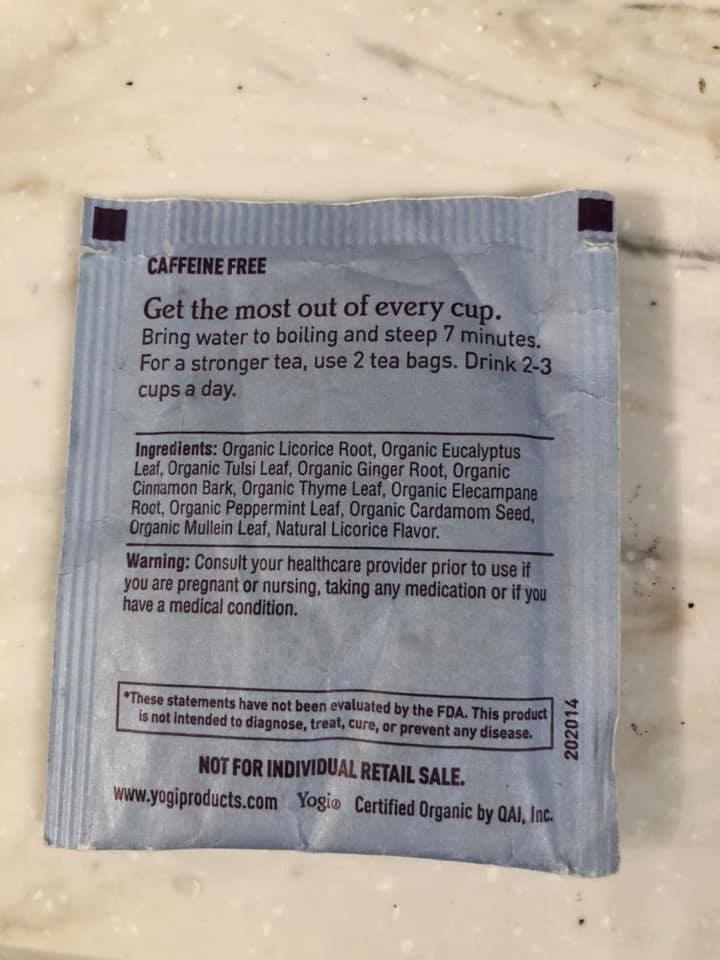 CAFFEINE FREE
Get the most out of every cup.
Bring water to boiling and steep 7 minutes.
For a stronger tea, use 2 tea bags. Drink 2-3
cups a day.
Ingredients: Organic Licorice Root, Organic Eucalyptus
Leaf, Organic Tulsi Leaf, Organic Ginger Root, Organic
Cinnamon Bark, Organic Thyme Leaf, Organic Elecampane
Root, Organic Peppermint Leaf, Organic Cardamom Seed,
Organic Mullein Leaf, Natural Licorice Flavor.
Warning: Consult your healthcare provider prior to use if
you are pregnant or nursing, taking any medication or if you
have a medical condition.
*These statements have not been evaluated by the FDA. This product
is not intended to diagnose, treat, cure, or prevent any disease.
202014
NOT FOR INDIVIDUAL RETAIL SALE.
www.yogiproducts.com Yogi® Certified Organic by QAI, Inc.